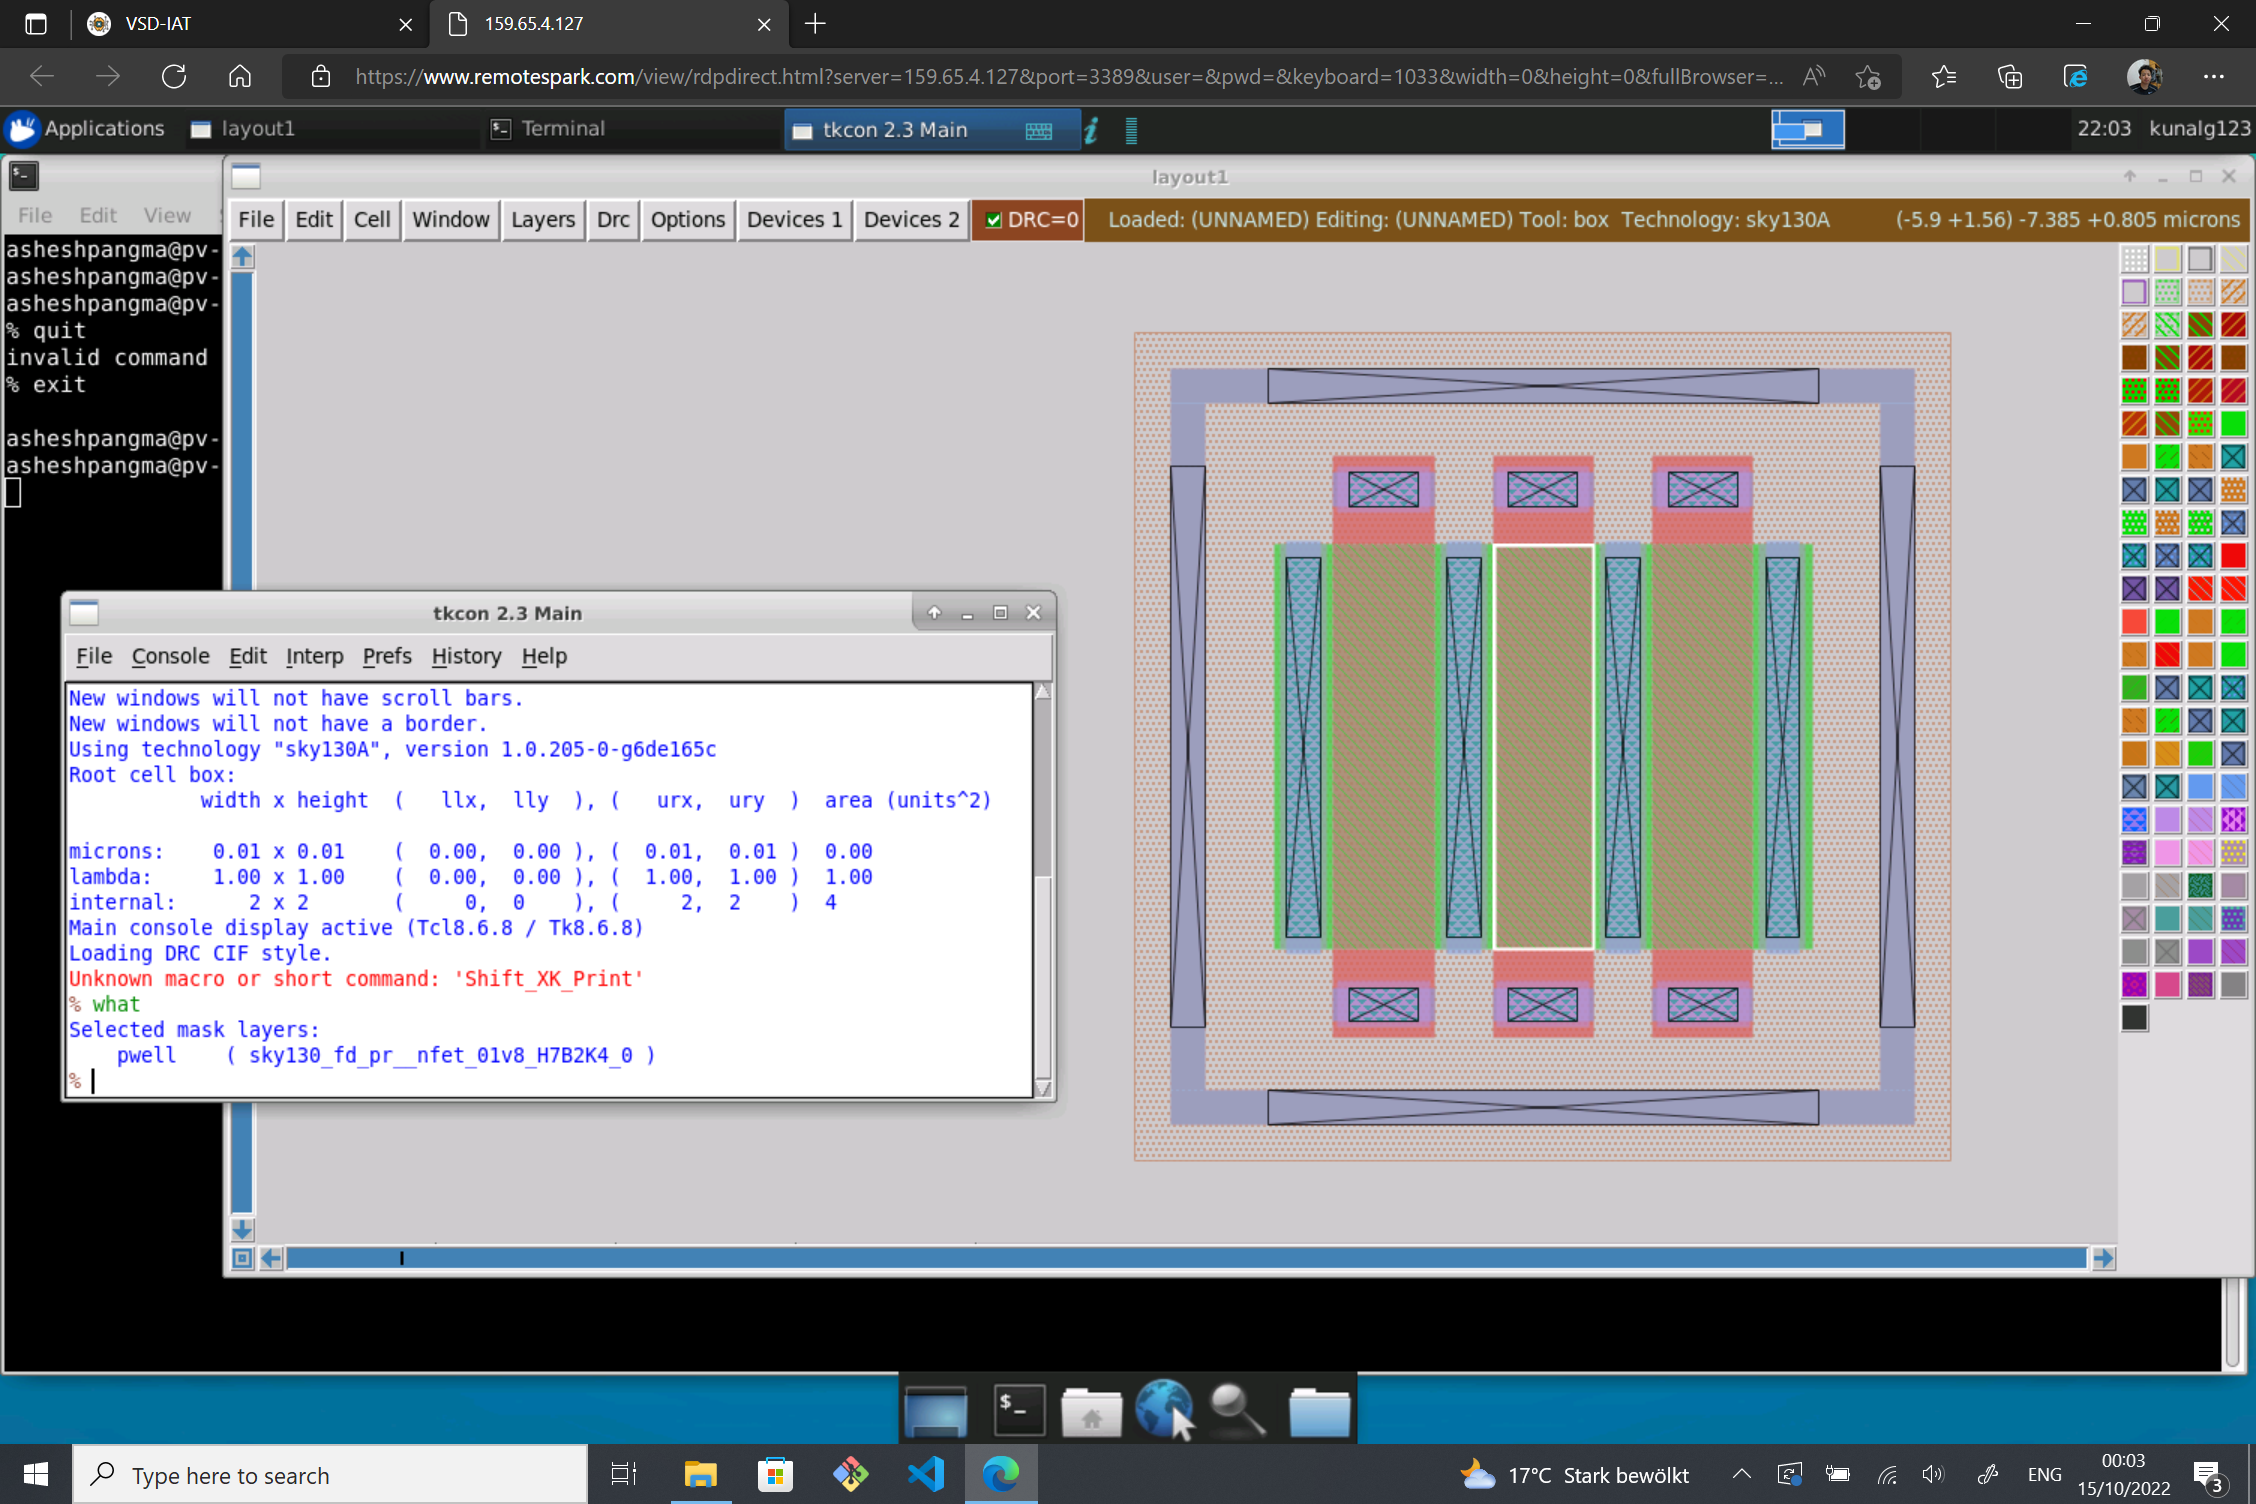 VSD-IAT
159.65.4.127
https://www.remotespark.com/view/rdpdirect.html?server=159.65.4.127&port=3389&user=&pwd=&keyboard=1033&width=0&height=0&fullBrowser=...
Applications
layout1
Terminal
tkcon 2.3 Main
22:03 kunalg123
layout1
File Edit View
File Edit Cell Window Layers Drc Options Devices 1 Devices 2 DRC=0 Loaded: (UNNAMED) Editing: (UNNAMED) Tool: box Technology: sky130A (-5.9 +1.56) -7.385 +0.805 microns
asheshpangma@pv-
asheshpangma@pv-
asheshpangma@pv-
% quit
invalid command
% exit
asheshpangma@pv-
asheshpangma@pv-
tkcon 2.3 Main
File Console Edit Interp Prefs History Help
New windows will not have scroll bars.
New windows will not have a border.
Using technology "sky130A", version 1.0.205-0-g6de165c
Root cell box:
width x height ( llx, lly ), ( urx, ury ) area (units^2)
microns: 0.01 x 0.01 ( 0.00, 0.00 ), ( 0.01, 0.01 ) 0.00
lambda: 1.00 x 1.00 ( 0.00, 0.00 ), ( 1.00, 1.00 ) 1.00
internal: 2 x 2 ( 0, 0 ), ( 2, 2 ) 4
Main console display active (Tcl8.6.8 / Tk8.6.8)
Loading DRC CIF style.
Unknown macro or short command: 'Shift_XK_Print'
% what
Selected mask layers:
pwell ( sky130_fd_pr__nfet_01v8_H7B2K4_0 )
%
Type here to search
17°C Stark bewölkt
ENG
00:03
15/10/2022
3